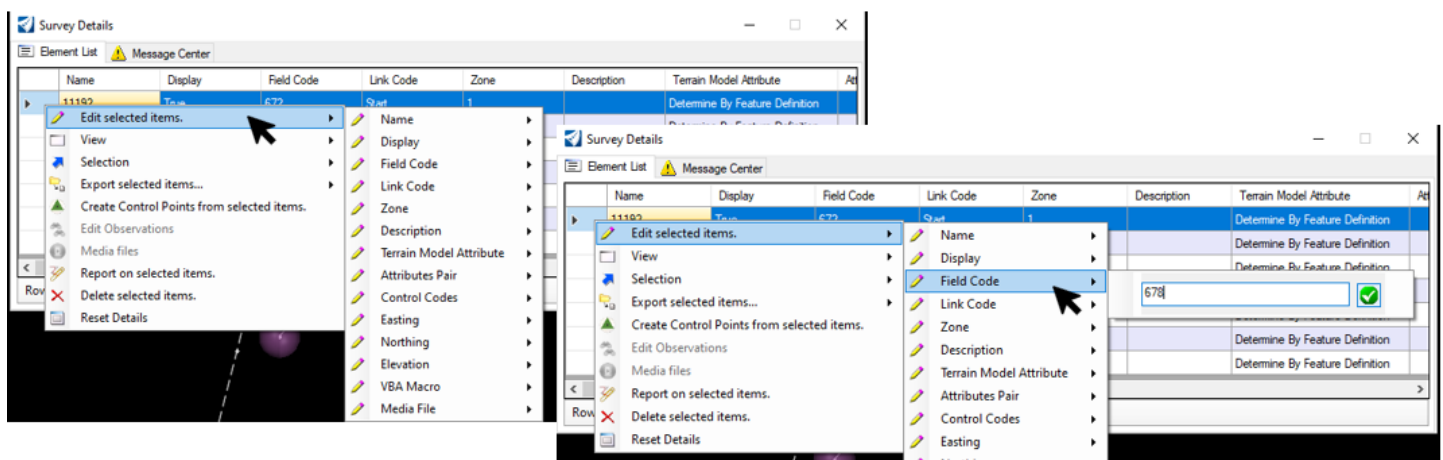 Survey Details
Element List Message Center
Name Display Field Code Link Code Zone Description Terrain Model Attribute Att
11192 True 672 Start 1 Determine By Feature Definition
Edit selected items.
View
Selection
Export selected items...
Create Control Points from selected items.
Edit Observations
Media files
Report on selected items.
Delete selected items.
Reset Details
Row
Name
Display
Field Code
Link Code
Zone
Description
Terrain Model Attribute
Attributes Pair
Control Codes
Easting
Northing
Elevation
VBA Macro
Media File
Survey Details
Element List Message Center
Name Display Field Code Link Code Zone Description Terrain Model Attribute Att
11192 True 672 Start 1 Determine By Feature Definition
Determine By Feature Definition
Determine By Feature Definition
Determine By Feature Definition
Determine By Feature Definition
Edit selected items.
View
Selection
Export selected items...
Create Control Points from selected items.
Edit Observations
Media files
Report on selected items.
Delete selected items.
Reset Details
Row
Name
Display
Field Code
Link Code
Zone
Description
Terrain Model Attribute
Attributes Pair
Control Codes
Easting
678